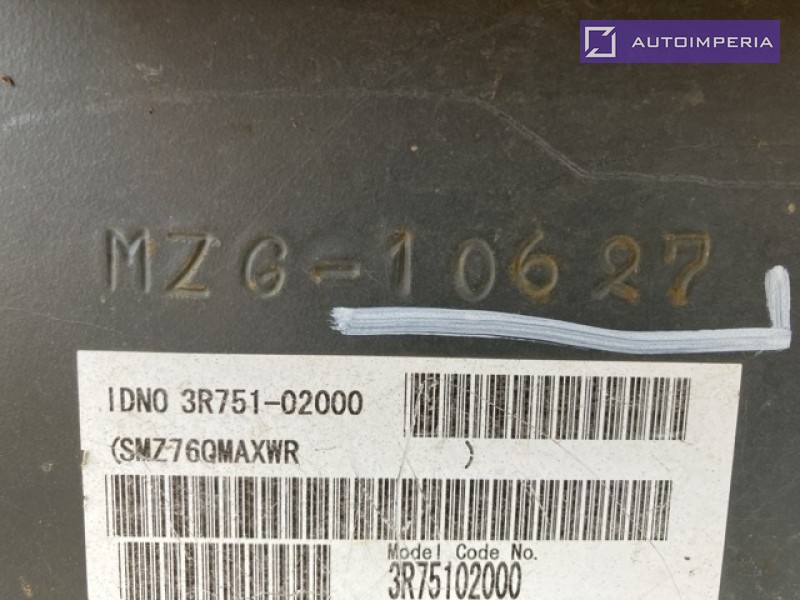 AUTOIMPERIA
MZG-10627
IDNO 3R751-02000
(SMZ76QMAXWR )
Model Code No.
3R75102000